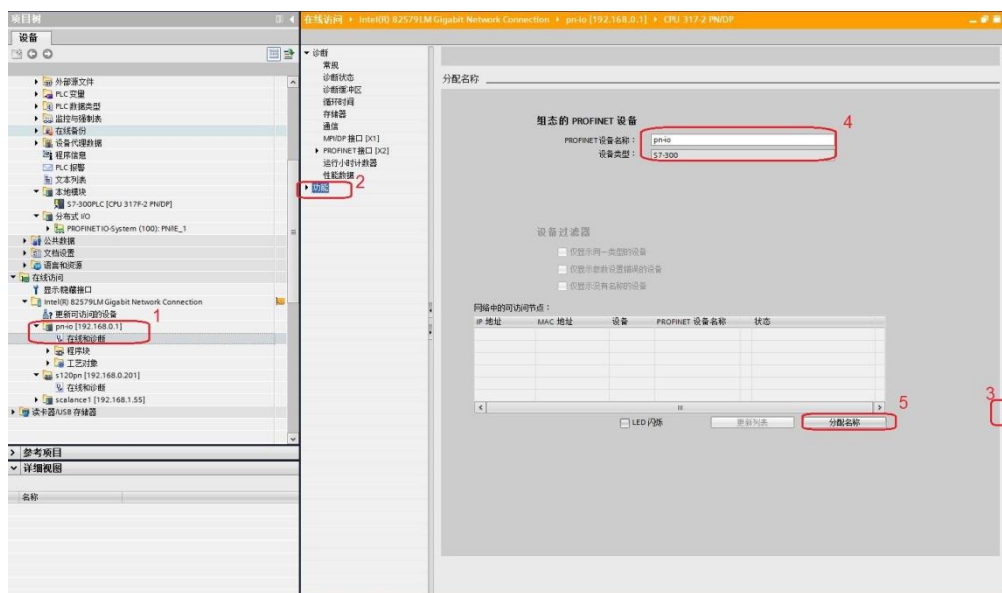 项目树
在线访问 ▸ Intel(R) 82579LM Gigabit Network Connection ▸ pn-io [192.168.0.1] ▸ CPU 317-2 PN/DP
设备
外部源文件
PLC 变量
PLC 数据类型
监控与强制表
在线备份
设备代理数据
程序信息
PLC 报警
文本列表
本地模块
S7-300PLC [CPU 317F-2 PN/DP]
分布式 I/O
PROFINET IO-System (100): PN/IE_1
公共数据
文档设置
语言和资源
在线访问
显示/隐藏接口
Intel(R) 82579LM Gigabit Network Connection
更新可访问的设备
1
pn-io [192.168.0.1]
在线和诊断
程序块
工艺对象
s120pn [192.168.0.201]
在线和诊断
scalance1 [192.168.1.55]
读卡器/USB 存储器
参考项目
详细视图
名称
诊断
常规
诊断状态
诊断缓冲区
循环时间
存储器
通信
MPI/DP 接口 [X1]
PROFINET 接口 [X2]
运行小时计数器
性能数据
功能
2
分配名称
组态的 PROFINET 设备
4
PROFINET设备名称：
pn-io
设备类型：
S7-300
设备过滤器
仅显示同一类型的设备
仅显示参数设置错误的设备
仅显示没有名称的设备
网络中的可访问节点：
IP 地址 MAC 地址 设备 PROFINET 设备名称 状态
3
5
LED 闪烁
更新列表
分配名称